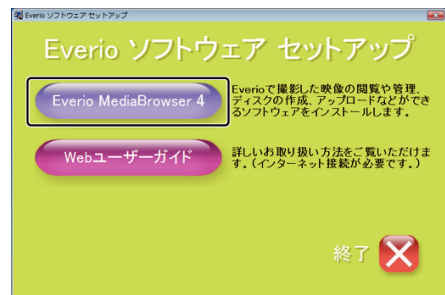 Everio ソフトウェア セットアップ
Everio ソフトウェア セットアップ
Everio MediaBrowser 4
Everioで撮影した映像の閲覧や管理、
ディスクの作成、アップロードなどができ
るソフトウェアをインストールします。
Webユーザーガイド
詳しいお取り扱い方法をご覧いただけま
す。(インターネット接続が必要です。)
終了